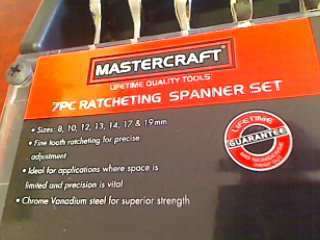 MASTERCRAFT®
LIFETIME QUALITY TOOLS
7PC RATCHETING SPANNER SET
• Sizes: 8, 10, 12, 13, 14, 17 & 19mm
• Fine tooth ratcheting for precise
adjustment
• Ideal for applications where space is
limited and precision is vital
• Chrome Vanadium steel for superior strength
LIFETIME
GUARANTEE